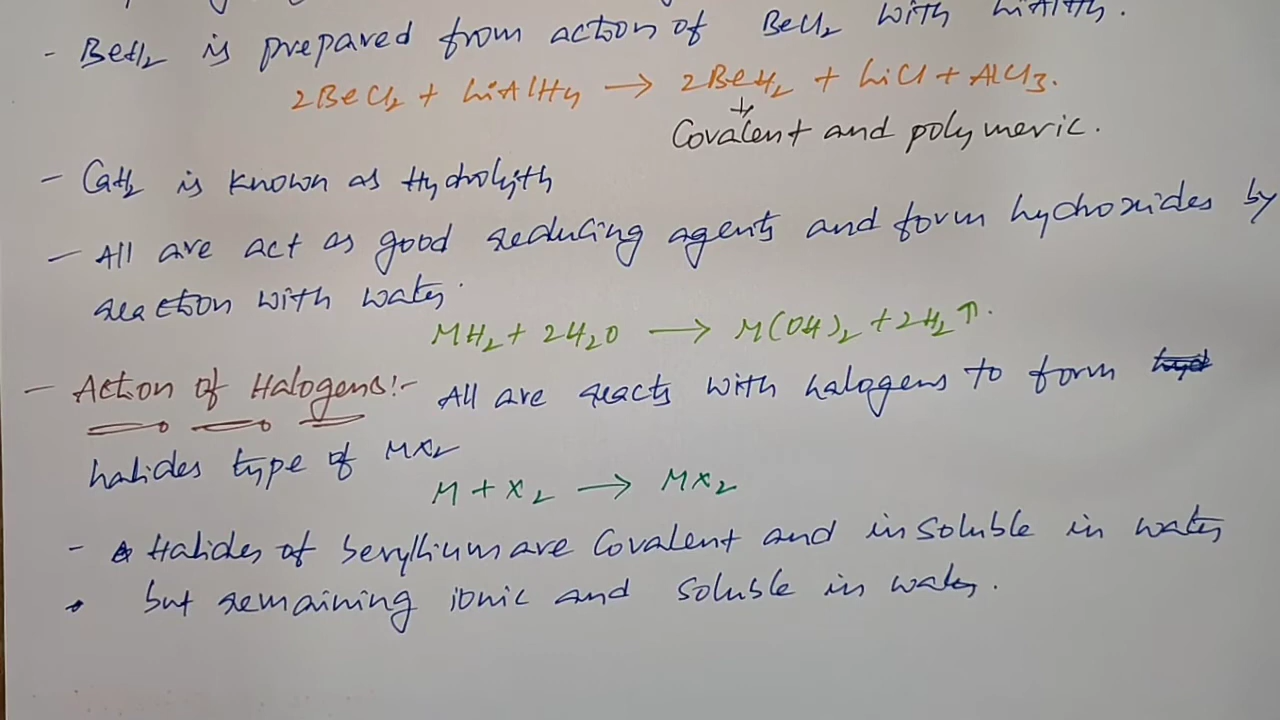 - BeH2 is prepared from action of BeCl2 with LiAlH4.
2BeCl2 + LiAlH4 → 2BeH2 + LiCl + AlCl3.
Covalent and polymeric.
- CaH2 is known as Hydrolyth
- All are act as good reducing agents and form hydroxides by
reaction with water.
MH2 + 2H2O → M(OH)2 + 2H2↑.
- Action of Halogens:- All are reacts with halogens to form
halides type of MX2
M + X2 → MX2
- Halides of beryllium are Covalent and insoluble in water
but remaining ionic and soluble in water.